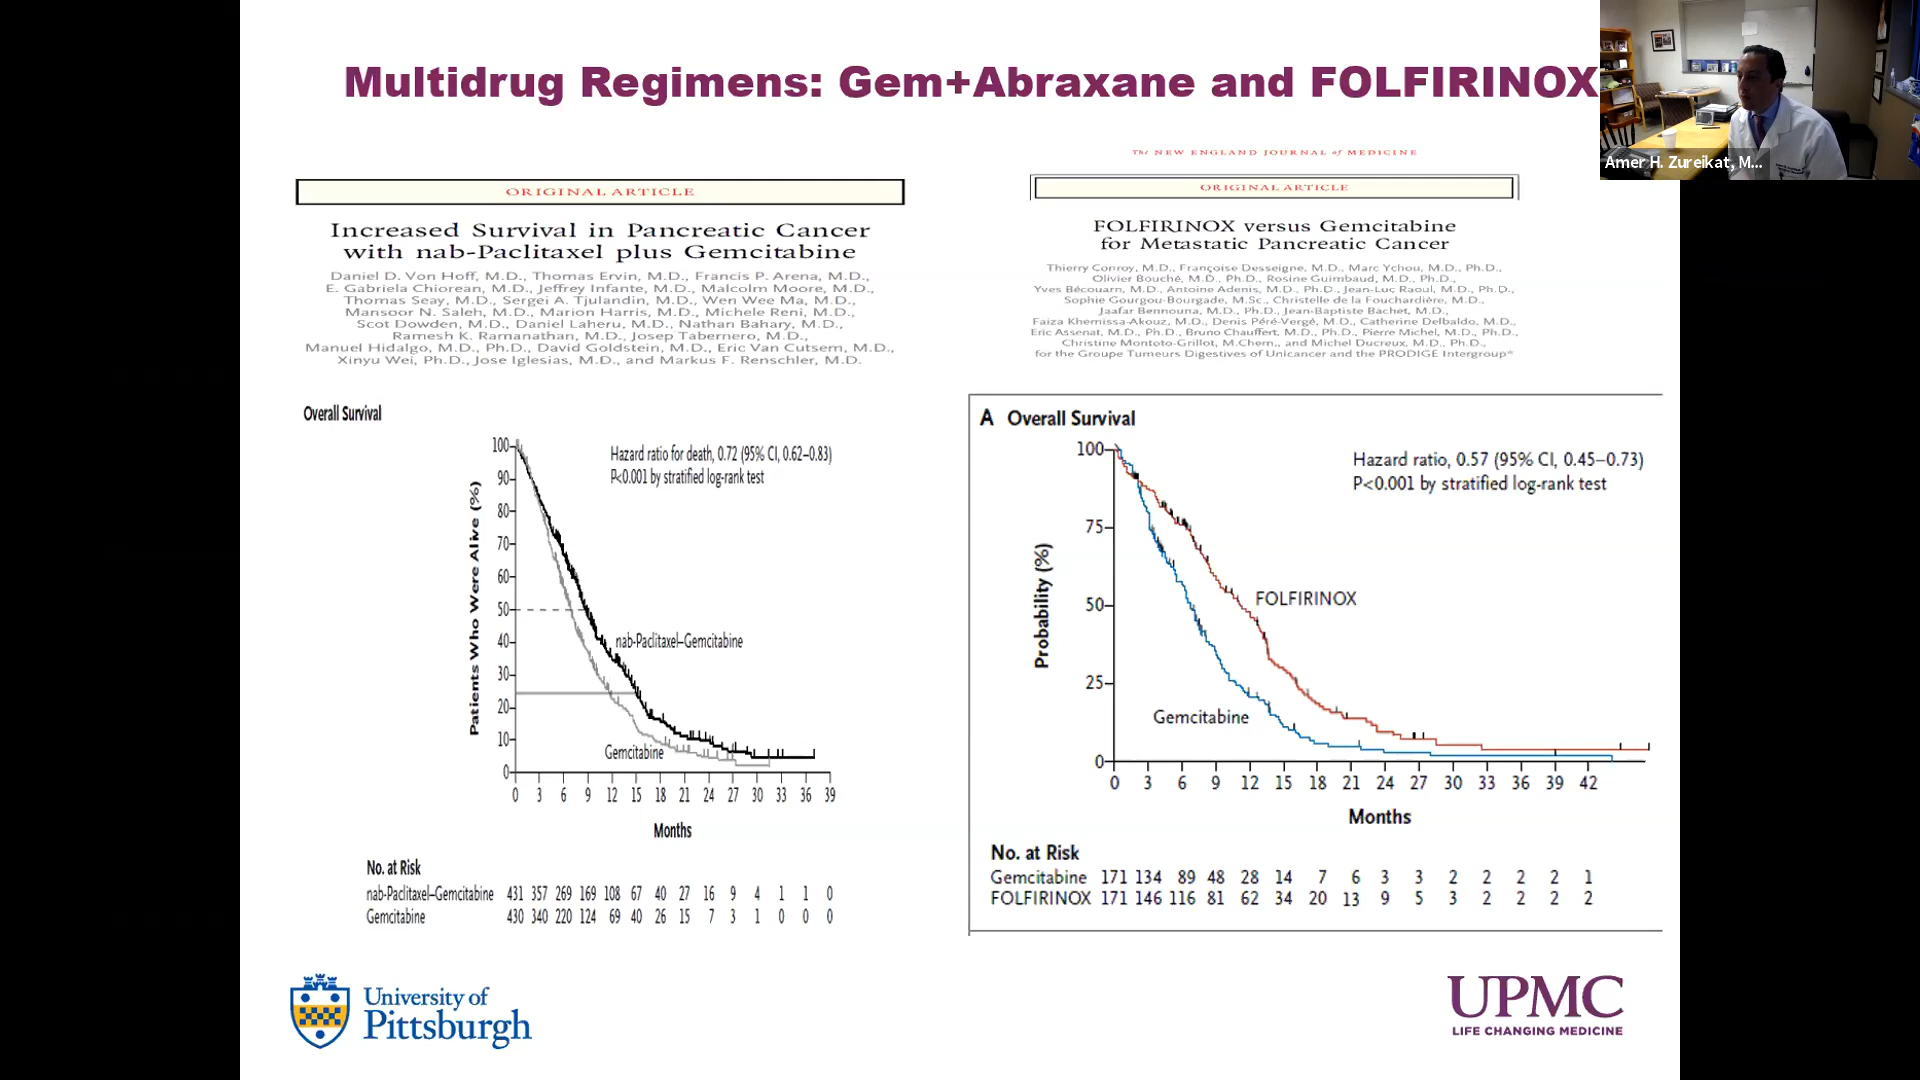 Multidrug Regimens: Gem+Abraxane and FOLFIRINOX
Amer H. Zureikat, M...
ORIGINAL ARTICLE
Increased Survival in Pancreatic Cancer
with nab-Paclitaxel plus Gemcitabine
Daniel D. Von Hoff, M.D., Thomas Ervin, M.D., Francis P. Arena, M.D.,
E. Gabriela Chiorean, M.D., Jeffrey Infante, M.D., Malcolm Moore, M.D.,
Thomas Seay, M.D., Sergei A. Tjulandin, M.D., Wen Wee Ma, M.D.,
Mansoor N. Saleh, M.D., Marion Harris, M.D., Michele Reni, M.D.,
Scot Dowden, M.D., Daniel Laheru, M.D., Nathan Bahary, M.D.,
Ramesh K. Ramanathan, M.D., Josep Tabernero, M.D.,
Manuel Hidalgo, M.D., Ph.D., David Goldstein, M.D., Eric Van Cutsem, M.D.,
Xinyu Wei, Ph.D., Jose Iglesias, M.D., and Markus F. Renschler, M.D.
Overall Survival
Hazard ratio for death, 0.72 (95% CI, 0.62–0.83)
P<0.001 by stratified log-rank test
Patients Who Were Alive (%)
100
90
80
70
60
50
40
30
20
10
0
nab-Paclitaxel–Gemcitabine
Gemcitabine
0 3 6 9 12 15 18 21 24 27 30 33 36 39
Months
No. at Risk
nab-Paclitaxel–Gemcitabine 431 357 269 169 108 67 40 27 16 9 4 1 1 0
Gemcitabine 430 340 220 124 69 40 26 15 7 3 1 0 0 0
The NEW ENGLAND JOURNAL of MEDICINE
ORIGINAL ARTICLE
FOLFIRINOX versus Gemcitabine
for Metastatic Pancreatic Cancer
Thierry Conroy, M.D., Françoise Desseigne, M.D., Marc Ychou, M.D., Ph.D.,
Olivier Bouché, M.D., Ph.D., Rosine Guimbaud, M.D., Ph.D.,
Yves Bécouarn, M.D., Antoine Adenis, M.D., Ph.D., Jean-Luc Raoul, M.D., Ph.D.,
Sophie Gourgou-Bourgade, M.Sc., Christelle de la Fouchardière, M.D.,
Jaafar Bennouna, M.D., Ph.D., Jean-Baptiste Bachet, M.D.,
Faiza Khemissa-Akouz, M.D., Denis Péré-Vergé, M.D., Catherine Delbaldo, M.D.,
Eric Assenat, M.D., Ph.D., Bruno Chauffert, M.D., Ph.D., Pierre Michel, M.D., Ph.D.,
Christine Montoto-Grillot, M.Chem., and Michel Ducreux, M.D., Ph.D.,
for the Groupe Tumeurs Digestives of Unicancer and the PRODIGE Intergroup*
A Overall Survival
Hazard ratio, 0.57 (95% CI, 0.45–0.73)
P<0.001 by stratified log-rank test
Probability (%)
100
75
50
25
0
FOLFIRINOX
Gemcitabine
0 3 6 9 12 15 18 21 24 27 30 33 36 39 42
Months
No. at Risk
Gemcitabine 171 134 89 48 28 14 7 6 3 3 2 2 2 2 1
FOLFIRINOX 171 146 116 81 62 34 20 13 9 5 3 2 2 2 2
University of
Pittsburgh
UPMC
LIFE CHANGING MEDICINE